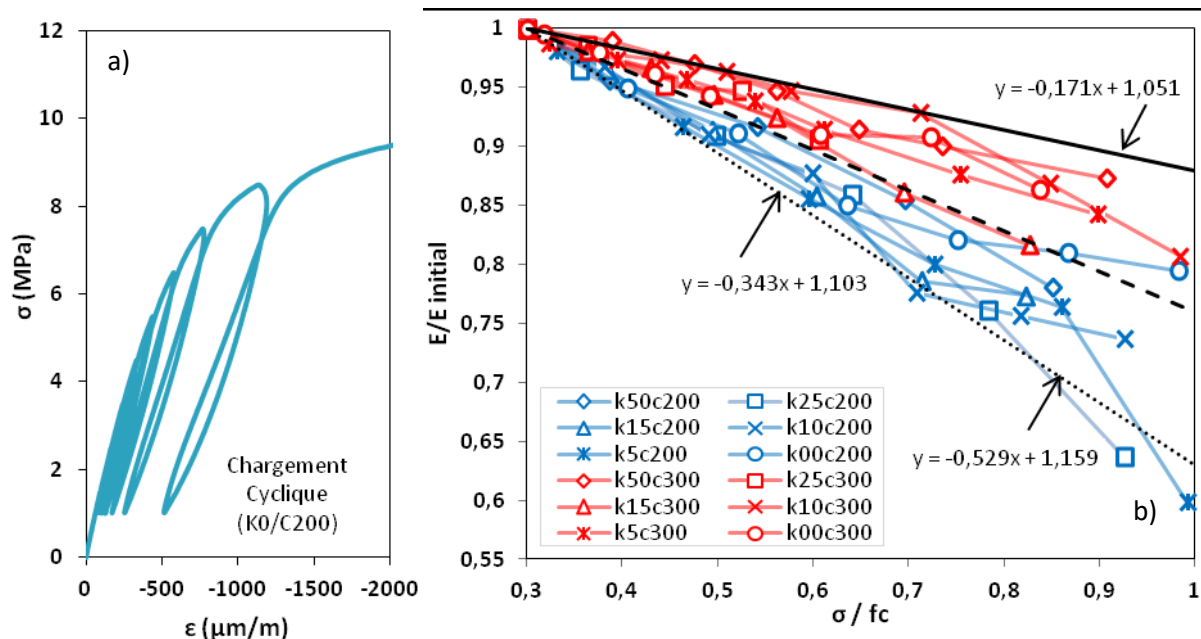 a)
12
10
8
6
4
2
0
σ (MPa)
Chargement
Cyclique
(K0/C200)
0 -500 -1000 -1500 -2000
ε (μm/m)
1
0,95
0,9
0,85
0,8
0,75
0,7
0,65
0,6
0,55
E/E initial
y = -0,171x + 1,051
y = -0,343x + 1,103
y = -0,529x + 1,159
k50c200 k25c200
k15c200 k10c200
k5c200 k00c200
k50c300 k25c300
k15c300 k10c300
k5c300 k00c300
b)
0,3 0,4 0,5 0,6 0,7 0,8 0,9 1
σ / fc